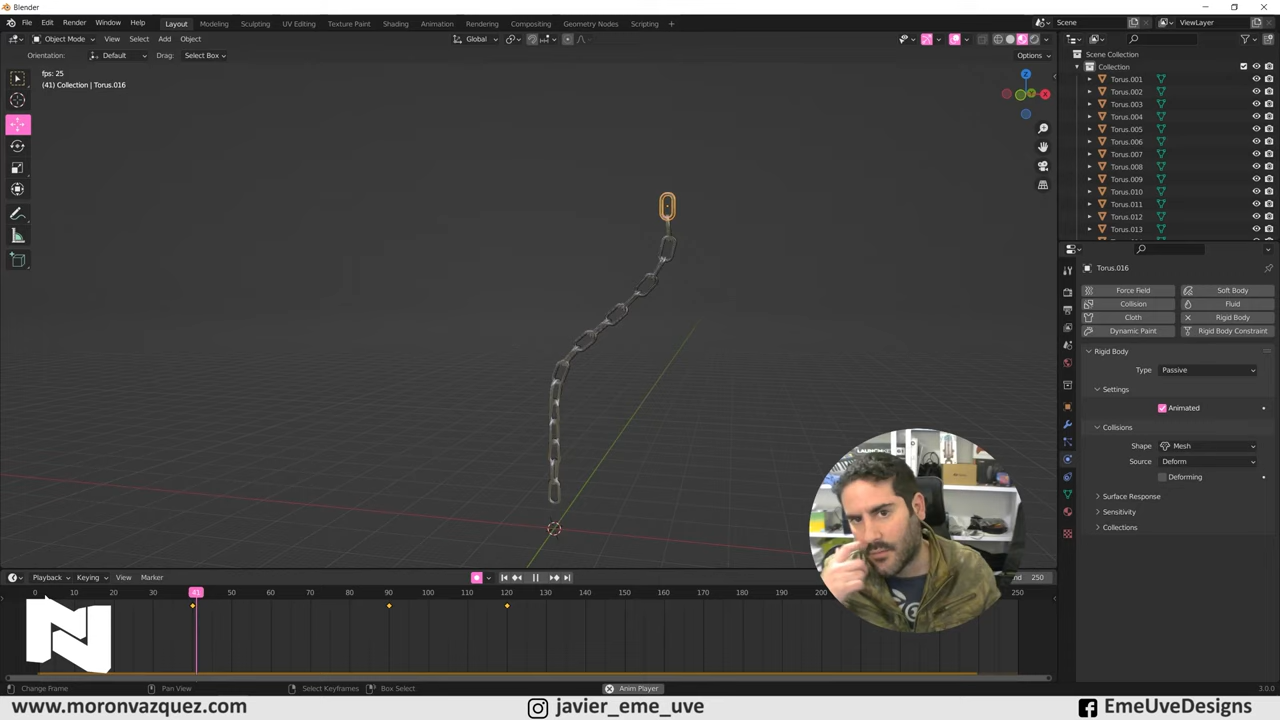 Blender
File Edit Render Window Help Layout Modeling Sculpting UV Editing Texture Paint Shading Animation Rendering Compositing Geometry Nodes Scripting + Scene ViewLayer
Object Mode View Select Add Object Global
Orientation: Default Drag: Select Box Options
fps: 25
(41) Collection | Torus.016
Z
X
Y
Scene Collection
Collection
Torus.001
Torus.002
Torus.003
Torus.004
Torus.005
Torus.006
Torus.007
Torus.008
Torus.009
Torus.010
Torus.011
Torus.012
Torus.013
Torus.016
Force Field Soft Body
Collision Fluid
Cloth Rigid Body
Dynamic Paint Rigid Body Constraint
Rigid Body
Type Passive
Settings
Animated
Collisions
Shape Mesh
Source Deform
Deforming
Surface Response
Sensitivity
Collections
Playback Keying View Marker nd 250
0 10 20 30 41 50 60 70 80 90 100 110 120 130 140 150 160 170 180 190 200 250
Change Frame Pan View Select Keyframes Box Select Anim Player 3.0.0
www.moronvazquez.com javier_eme_uve EmeUveDesigns